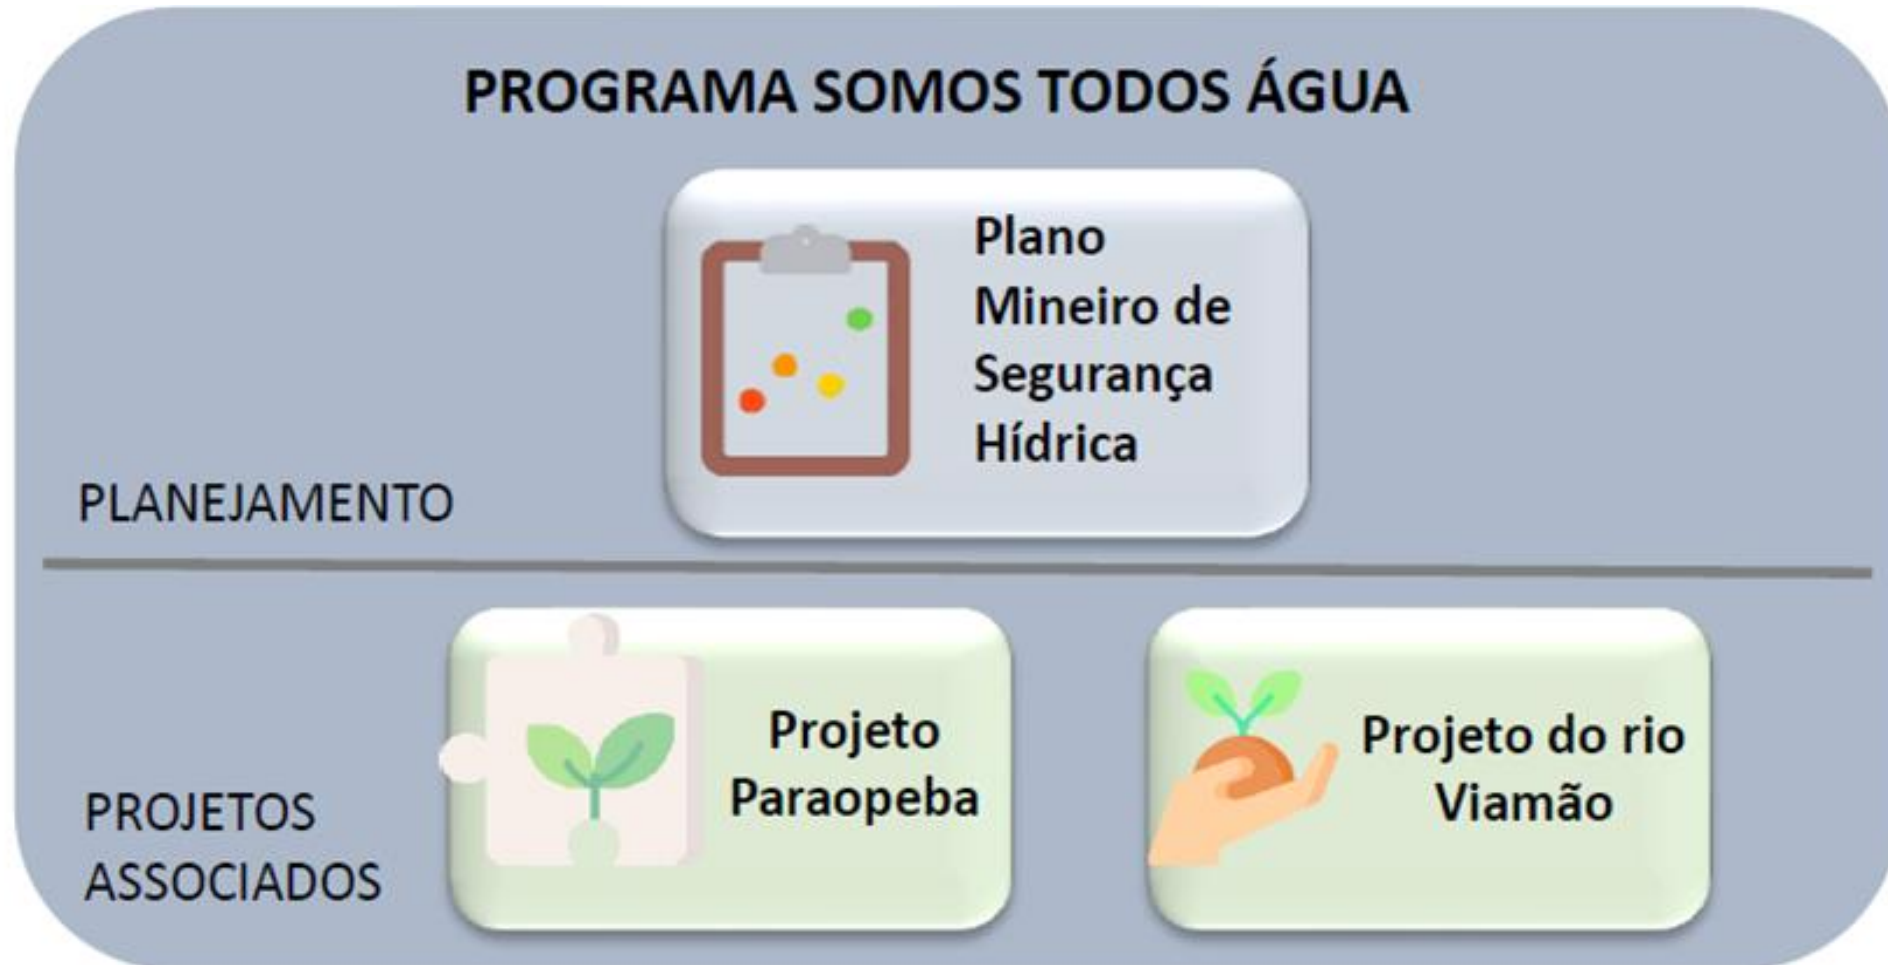 PROGRAMA SOMOS TODOS ÁGUA
Plano
Mineiro de
Segurança
Hídrica
PLANEJAMENTO
Projeto
Paraopeba
Projeto do rio
Viamão
PROJETOS
ASSOCIADOS